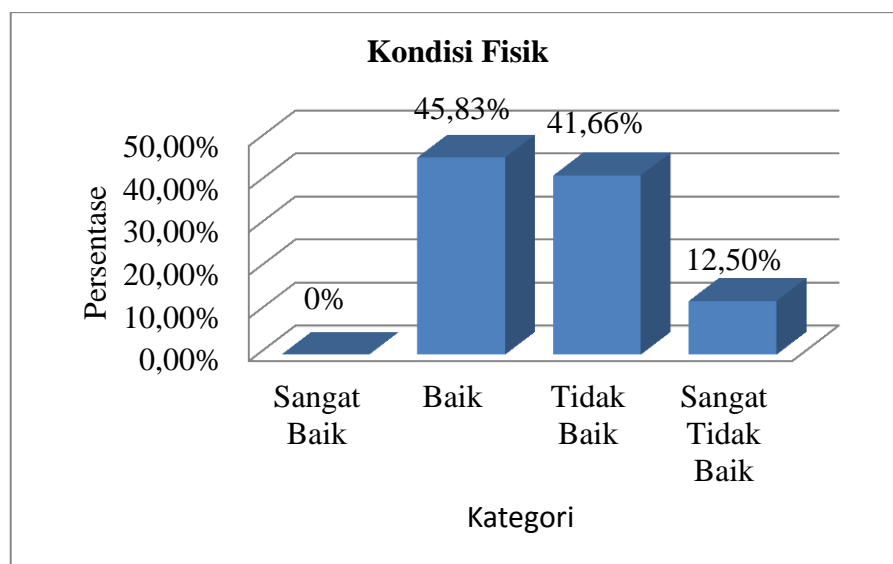 Kondisi Fisik
45,83%
41,66%
12,50%
0%
50,00%
40,00%
30,00%
20,00%
10,00%
0,00%
Persentase
Sangat
Baik
Baik
Tidak
Baik
Sangat
Tidak
Baik
Kategori